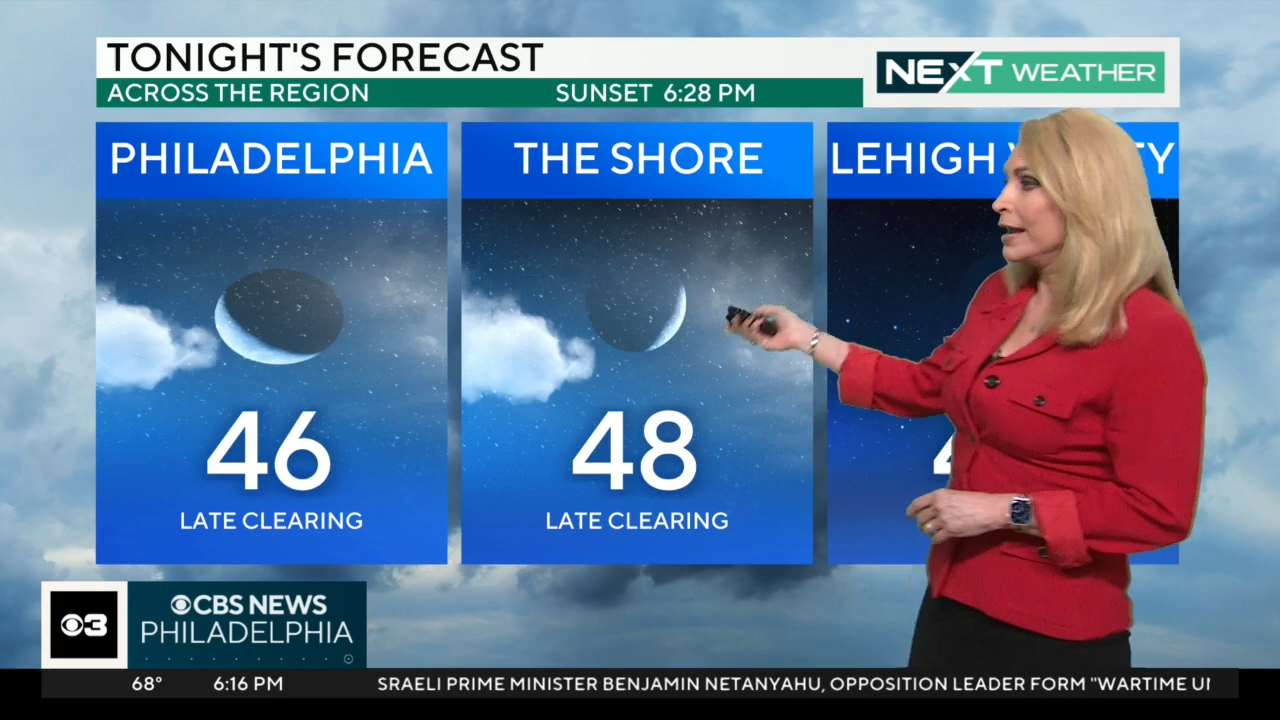 TONIGHT'S FORECAST
ACROSS THE REGION SUNSET 6:28 PM
NEXT WEATHER
PHILADELPHIA
THE SHORE
LEHIGH
46
48
LATE CLEARING
LATE CLEARING
3
CBS NEWS
PHILADELPHIA
68° 6:16 PM SRAELI PRIME MINISTER BENJAMIN NETANYAHU, OPPOSITION LEADER FORM "WARTIME